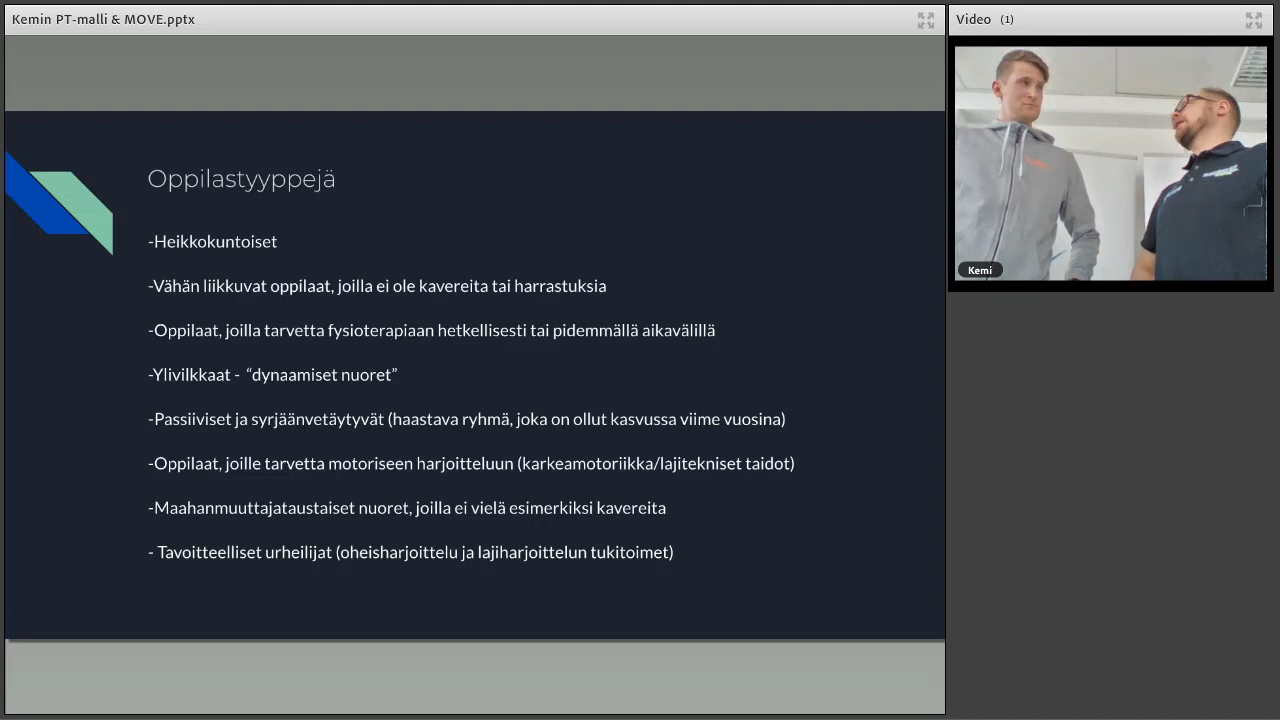 Kemin PT-malli & MOVE.pptx
Video (1)
Oppilastyyppejä
-Heikkokuntoiset
-Vähän liikkuvat oppilaat, joilla ei ole kavereita tai harrastuksia
-Oppilaat, joilla tarvetta fysioterapiaan hetkellisesti tai pidemmällä aikavälillä
-Ylivilkkaat - “dynaamiset nuoret”
-Passiiviset ja syrjäänvetäytyvät (haastava ryhmä, joka on ollut kasvussa viime vuosina)
-Oppilaat, joille tarvetta motoriseen harjoitteluun (karkeamotoriikka/lajitekniset taidot)
-Maahanmuuttajataustaiset nuoret, joilla ei vielä esimerkiksi kavereita
- Tavoitteelliset urheilijat (oheisharjoittelu ja lajiharjoittelun tukitoimet)
Kemi